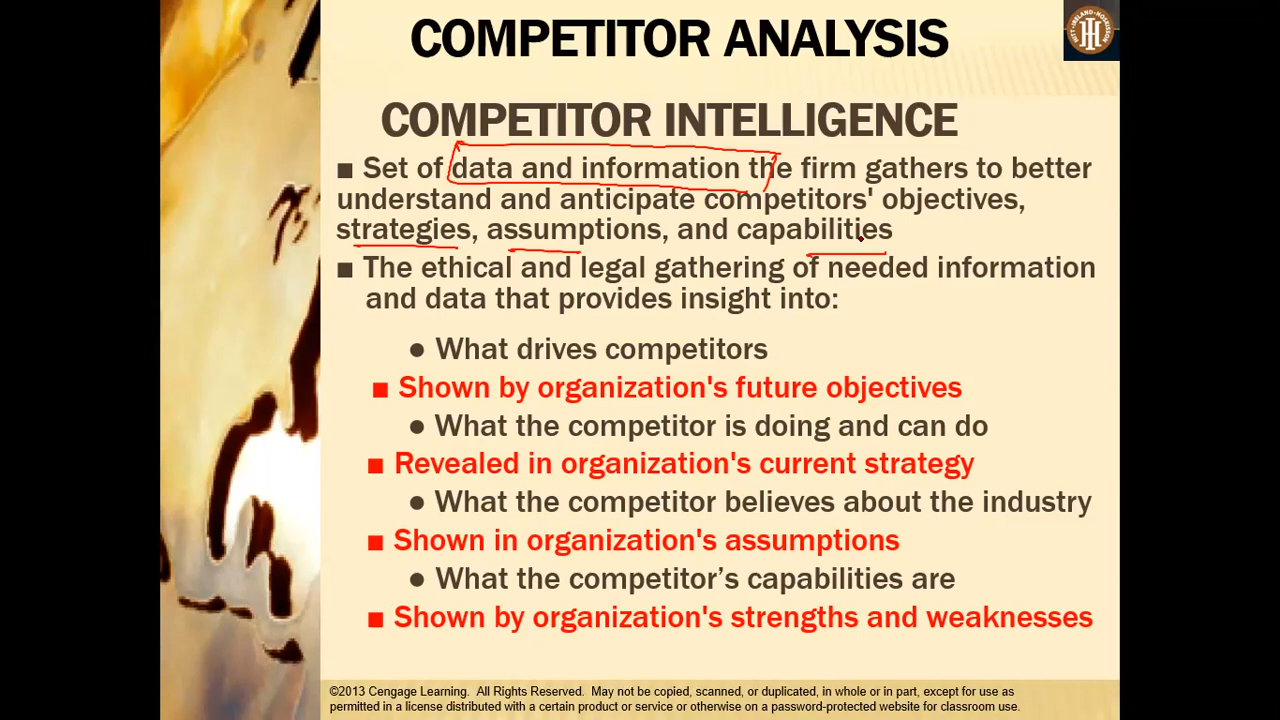 COMPETITOR ANALYSIS
COMPETITOR INTELLIGENCE
■ Set of data and information the firm gathers to better
understand and anticipate competitors' objectives,
strategies, assumptions, and capabilities
■ The ethical and legal gathering of needed information
and data that provides insight into:
● What drives competitors
■ Shown by organization's future objectives
● What the competitor is doing and can do
■ Revealed in organization's current strategy
● What the competitor believes about the industry
■ Shown in organization's assumptions
● What the competitor’s capabilities are
■ Shown by organization's strengths and weaknesses
©2013 Cengage Learning. All Rights Reserved. May not be copied, scanned, or duplicated, in whole or in part, except for use as
permitted in a license distributed with a certain product or service or otherwise on a password-protected website for classroom use.